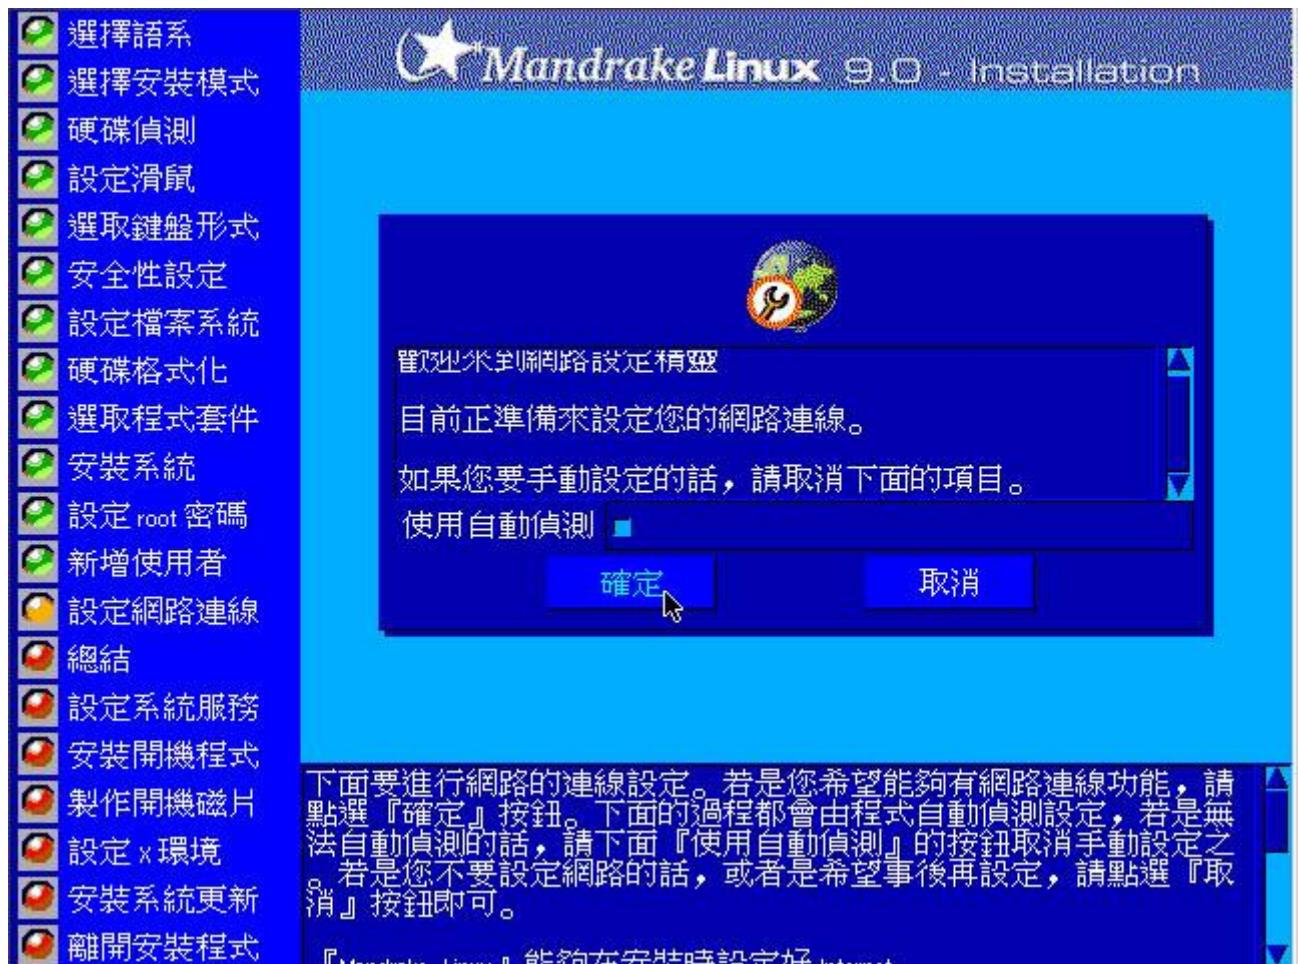 選擇語系
選擇安裝模式
硬碟偵測
設定滑鼠
選取鍵盤形式
安全性設定
設定檔案系統
硬碟格式化
選取程式套件
安裝系統
設定 root 密碼
新增使用者
設定網路連線
總結
設定系統服務
安裝開機程式
製作開機磁片
設定 X 環境
安裝系統更新
離開安裝程式
Mandrake Linux 9.0 - Installation
歡迎來到網路設定精靈
目前正準備來設定您的網路連線。
如果您要手動設定的話，請取消下面的項目。
使用自動偵測
確定
取消
下面要進行網路的連線設定。若是您希望能夠有網路連線功能，請
點選『確定』按鈕。下面的過程都會由程式自動偵測設定，若是無
法自動偵測的話，請下面『使用自動偵測』的按鈕取消手動設定之
。若是您不要設定網路的話，或者是希望事後再設定，請點選『取
消』按鈕即可。
『Mandrake Linux』能夠在安裝時設定好 Internet